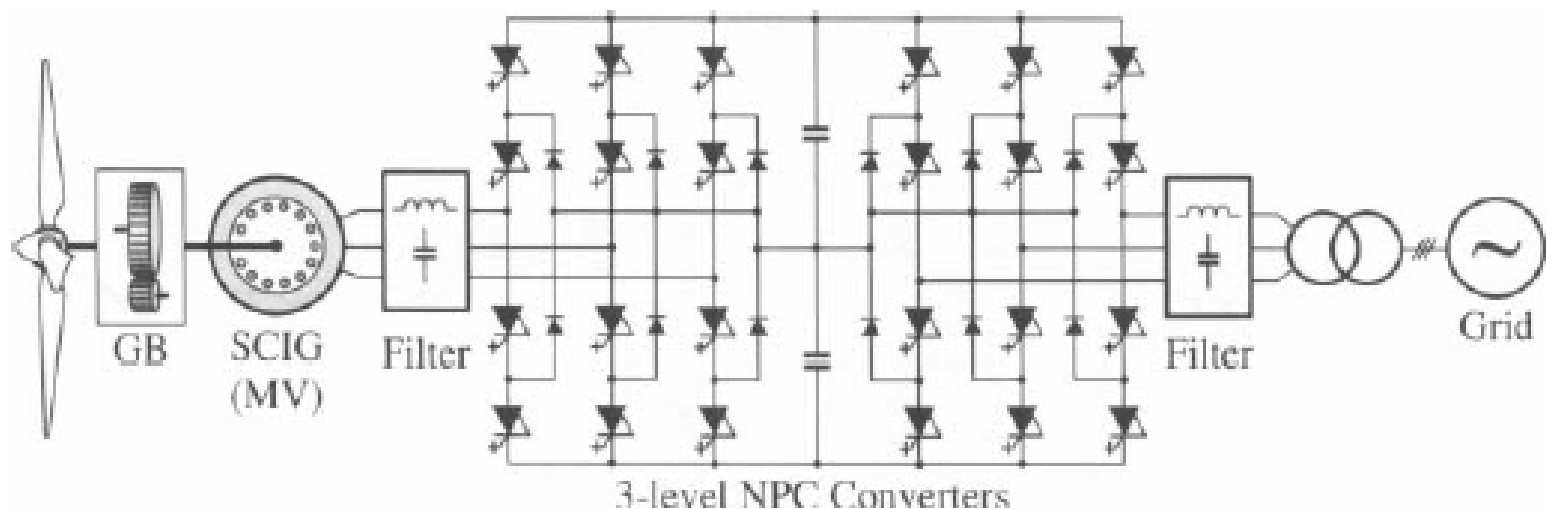 GB
SCIG
(MV)
Filter
Filter
Grid
3-level NPC Converters